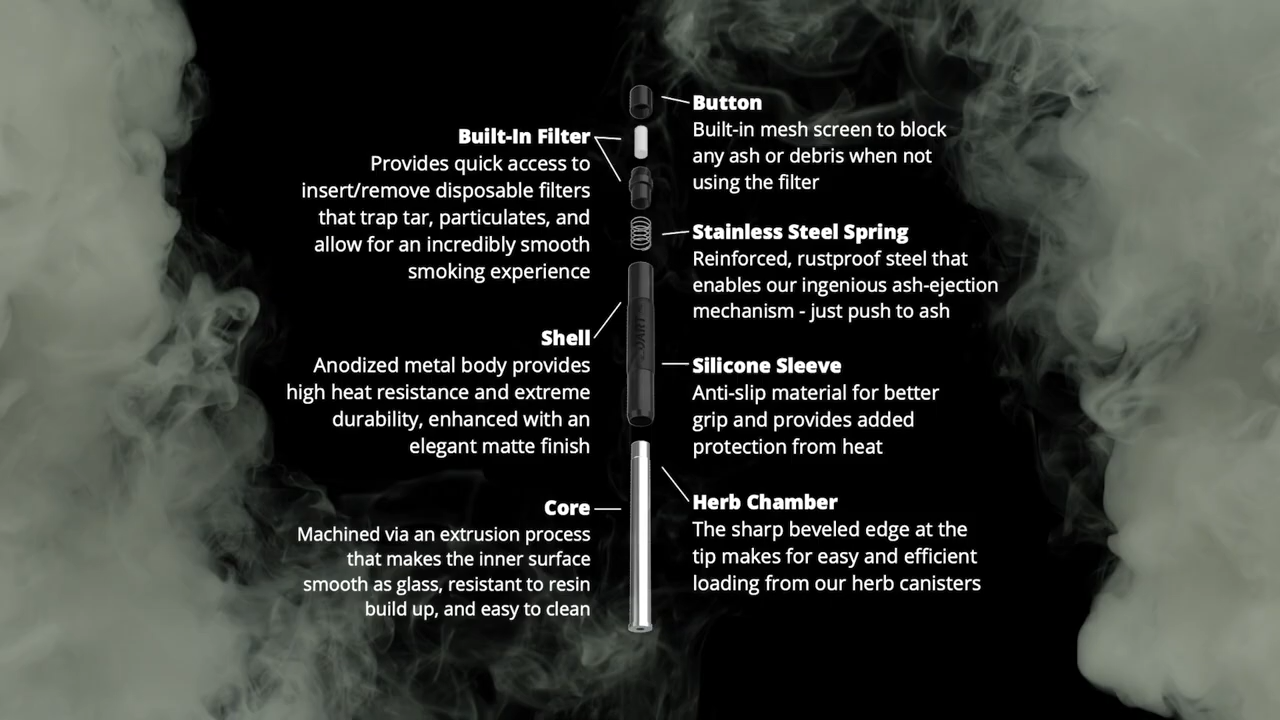 Built-In Filter
Provides quick access to
insert/remove disposable filters
that trap tar, particulates, and
allow for an incredibly smooth
smoking experience
Shell
Anodized metal body provides
high heat resistance and extreme
durability, enhanced with an
elegant matte finish
Core
Machined via an extrusion process
that makes the inner surface
smooth as glass, resistant to resin
build up, and easy to clean
DART
Button
Built-in mesh screen to block
any ash or debris when not
using the filter
Stainless Steel Spring
Reinforced, rustproof steel that
enables our ingenious ash-ejection
mechanism - just push to ash
Silicone Sleeve
Anti-slip material for better
grip and provides added
protection from heat
Herb Chamber
The sharp beveled edge at the
tip makes for easy and efficient
loading from our herb canisters